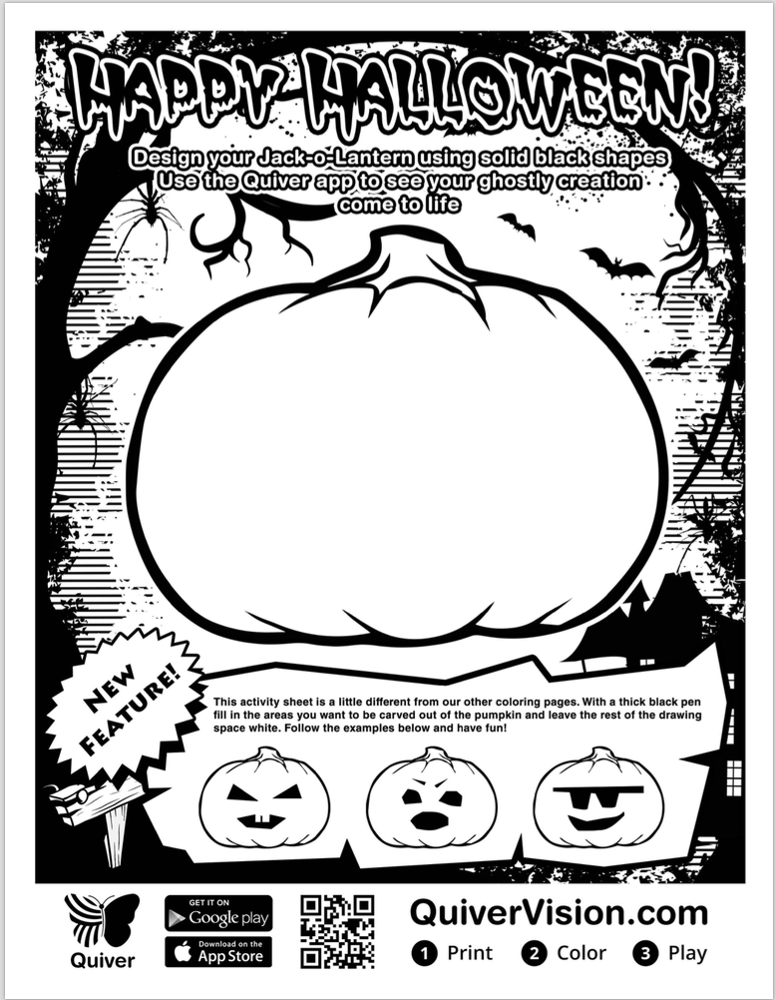 HAPPY HALLOWEEN!
Design your Jack-o-Lantern using solid black shapes
Use the Quiver app to see your ghostly creation
come to life
NEW
FEATURE!
This activity sheet is a little different from our other coloring pages. With a thick black pen
fill in the areas you want to be carved out of the pumpkin and leave the rest of the drawing
space white. Follow the examples below and have fun!
Quiver
GET IT ON
Google play
Download on the
App Store
QuiverVision.com
1 Print 2 Color 3 Play